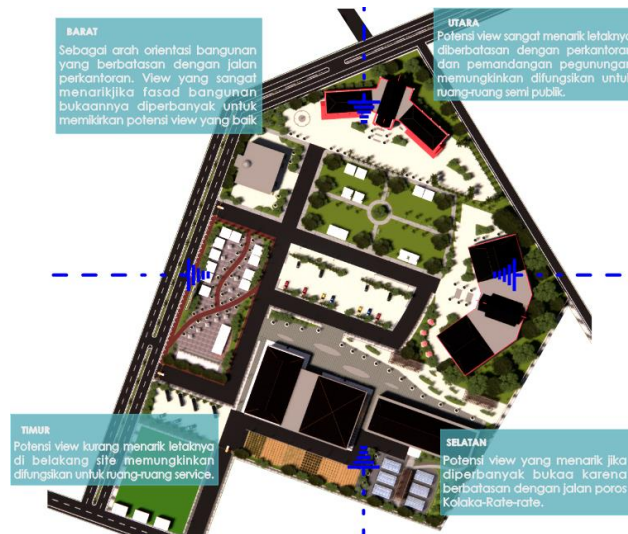 BARAT
Sebagai arah orientasi bangunan
yang berbatasan dengan jalan
perkantoran. View yang sangat
menarikjika fasad bangunan
bukaannya diperbanyak untuk
memikirkan potensi view yang baik
UTARA
Potensi view sangat menarik letaknya
diberbatasan dengan perkantoran
dan pemandangan pegunungan
memungkinkan difungsikan untuk
ruang-ruang semi publik.
TIMUR
Potensi view kurang menarik letaknya
di belakang site memungkinkan
difungsikan untuk ruang-ruang service.
SELATAN
Potensi view yang menarik jika
diperbanyak bukaa karena
berbatasan dengan jalan poros
Kolaka-Rate-rate.